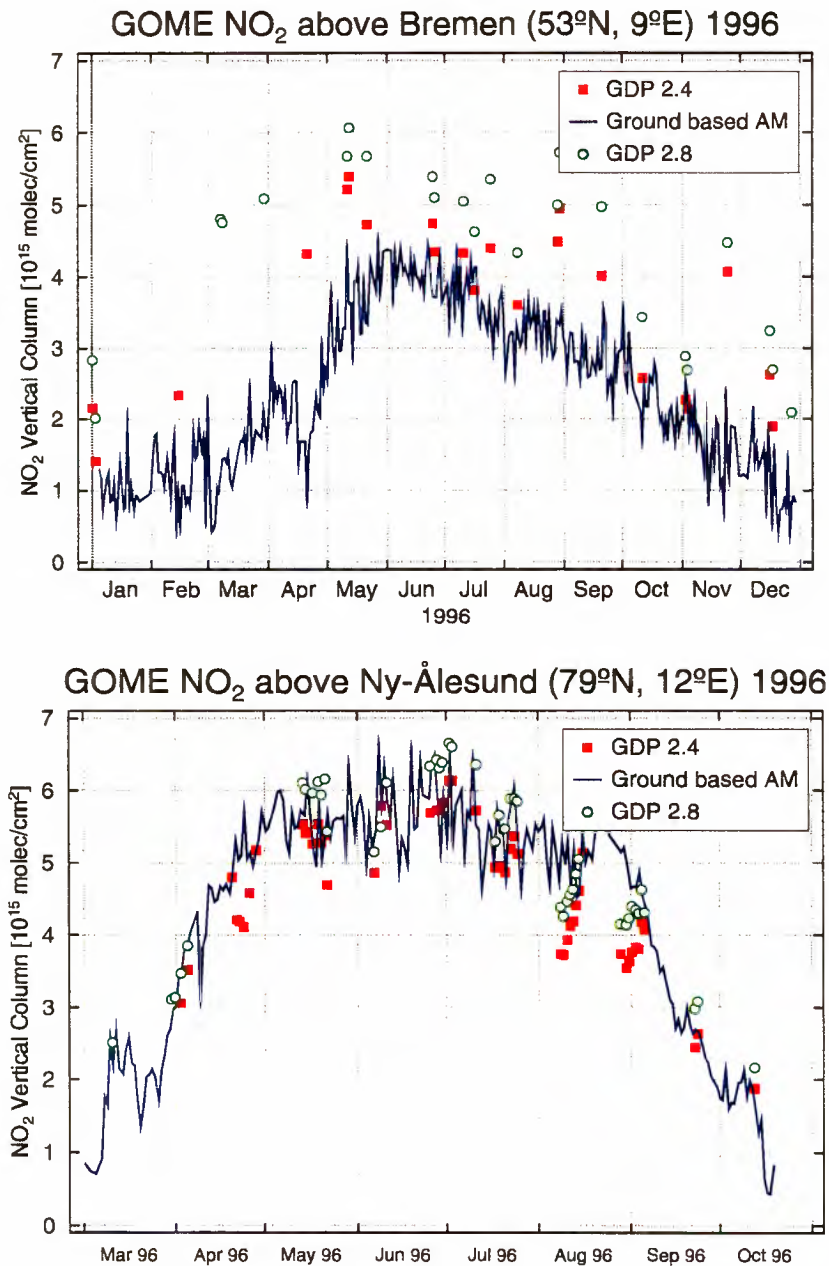 GOME NO₂ above Bremen (53ºN, 9ºE) 1996
NO₂ Vertical Column [10¹⁵ molec/cm²]
7
6
5
4
3
2
1
0
GDP 2.4
Ground based AM
GDP 2.8
Jan Feb Mar Apr May Jun Jul Aug Sep Oct Nov Dec
1996
GOME NO₂ above Ny-Ålesund (79ºN, 12ºE) 1996
NO₂ Vertical Column [10¹⁵ molec/cm²]
7
6
5
4
3
2
1
0
GDP 2.4
Ground based AM
GDP 2.8
Mar 96 Apr 96 May 96 Jun 96 Jul 96 Aug 96 Sep 96 Oct 96